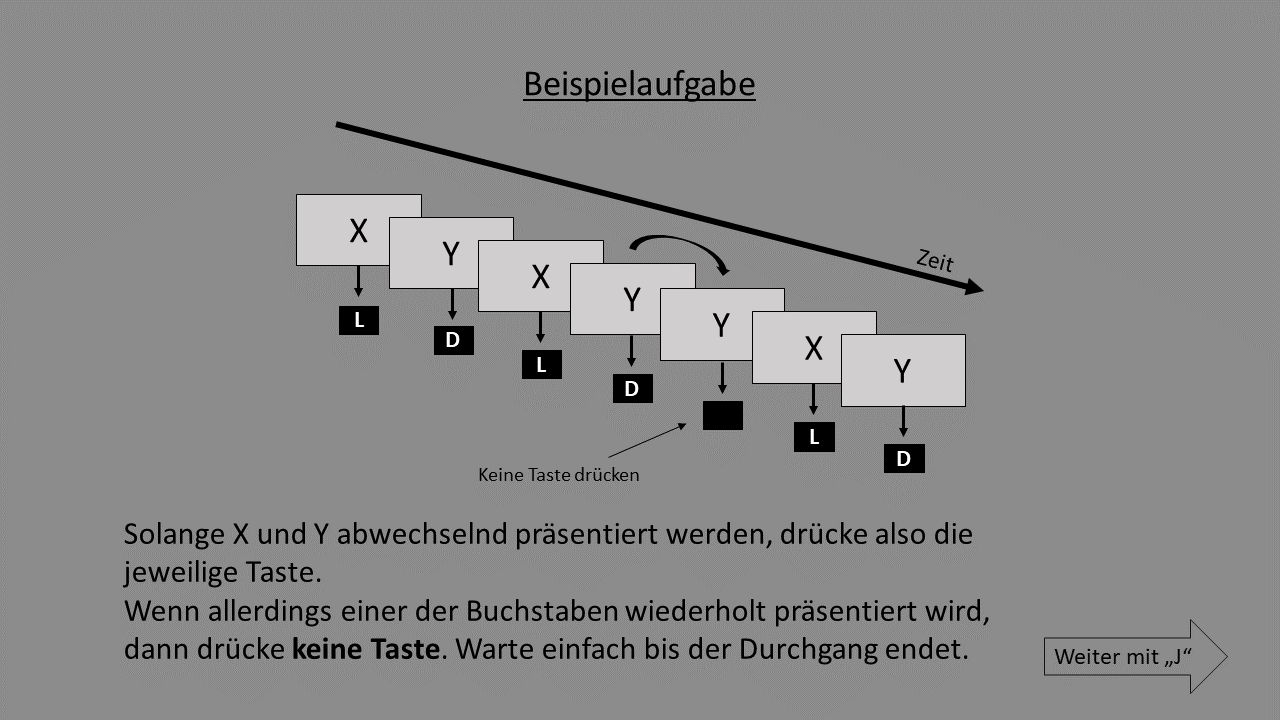 Beispielaufgabe
Zeit
X
Y
X
Y
Y
X
Y
L
D
L
D
L
D
Keine Taste drücken
Solange X und Y abwechselnd präsentiert werden, drücke also die
jeweilige Taste.
Wenn allerdings einer der Buchstaben wiederholt präsentiert wird,
dann drücke keine Taste. Warte einfach bis der Durchgang endet.
Weiter mit „J“